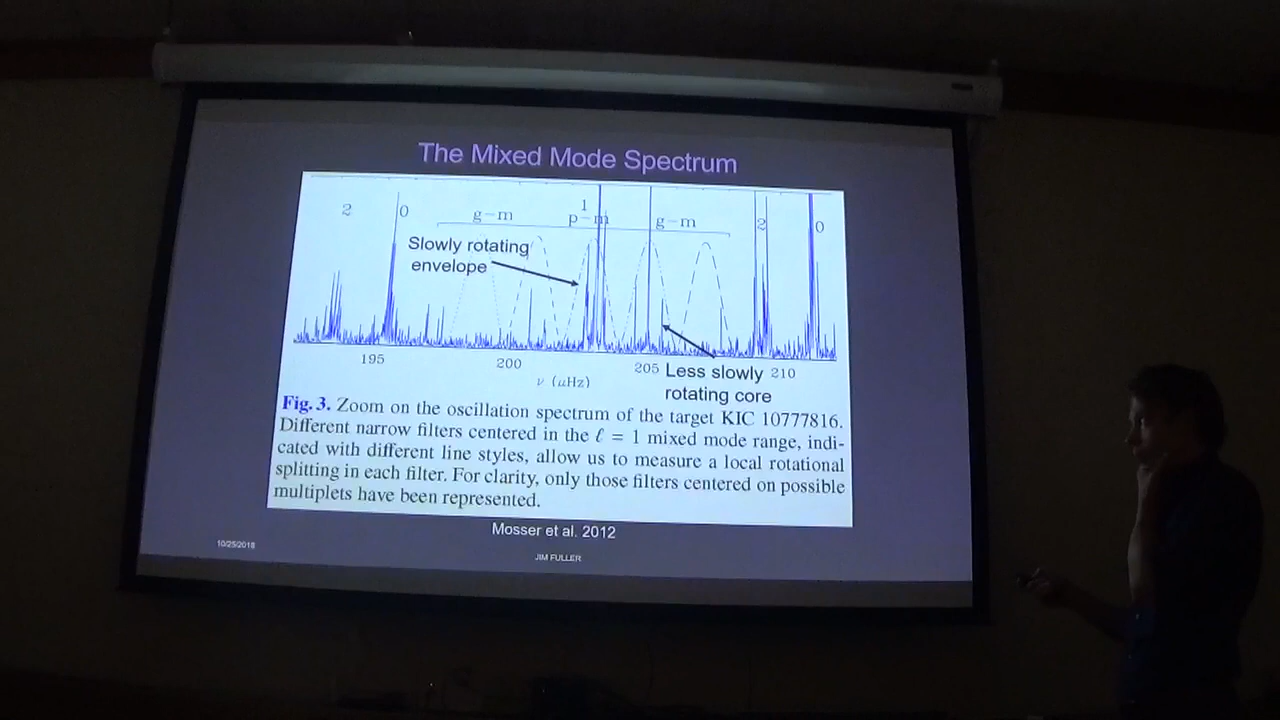 The Mixed Mode Spectrum
2
0
g-m
1
p-m
g-m
2
0
Slowly rotating
envelope
195
200
205
210
ν (μHz)
Less slowly
rotating core
Fig. 3. Zoom on the oscillation spectrum of the target KIC 10777816.
Different narrow filters centered in the ℓ = 1 mixed mode range, indi-
cated with different line styles, allow us to measure a local rotational
splitting in each filter. For clarity, only those filters centered on possible
multiplets have been represented.
Mosser et al. 2012
10/25/2018
JIM FULLER